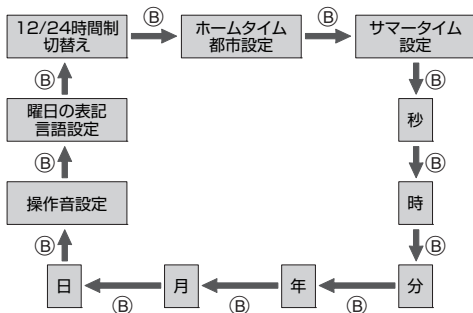 12/24時間制
切替え
Ⓑ
ホームタイム
都市設定
Ⓑ
サマータイム
設定
Ⓑ
秒
Ⓑ
時
Ⓑ
分
Ⓑ
年
Ⓑ
月
Ⓑ
日
Ⓑ
操作音設定
Ⓑ
曜日の表記
言語設定
Ⓑ